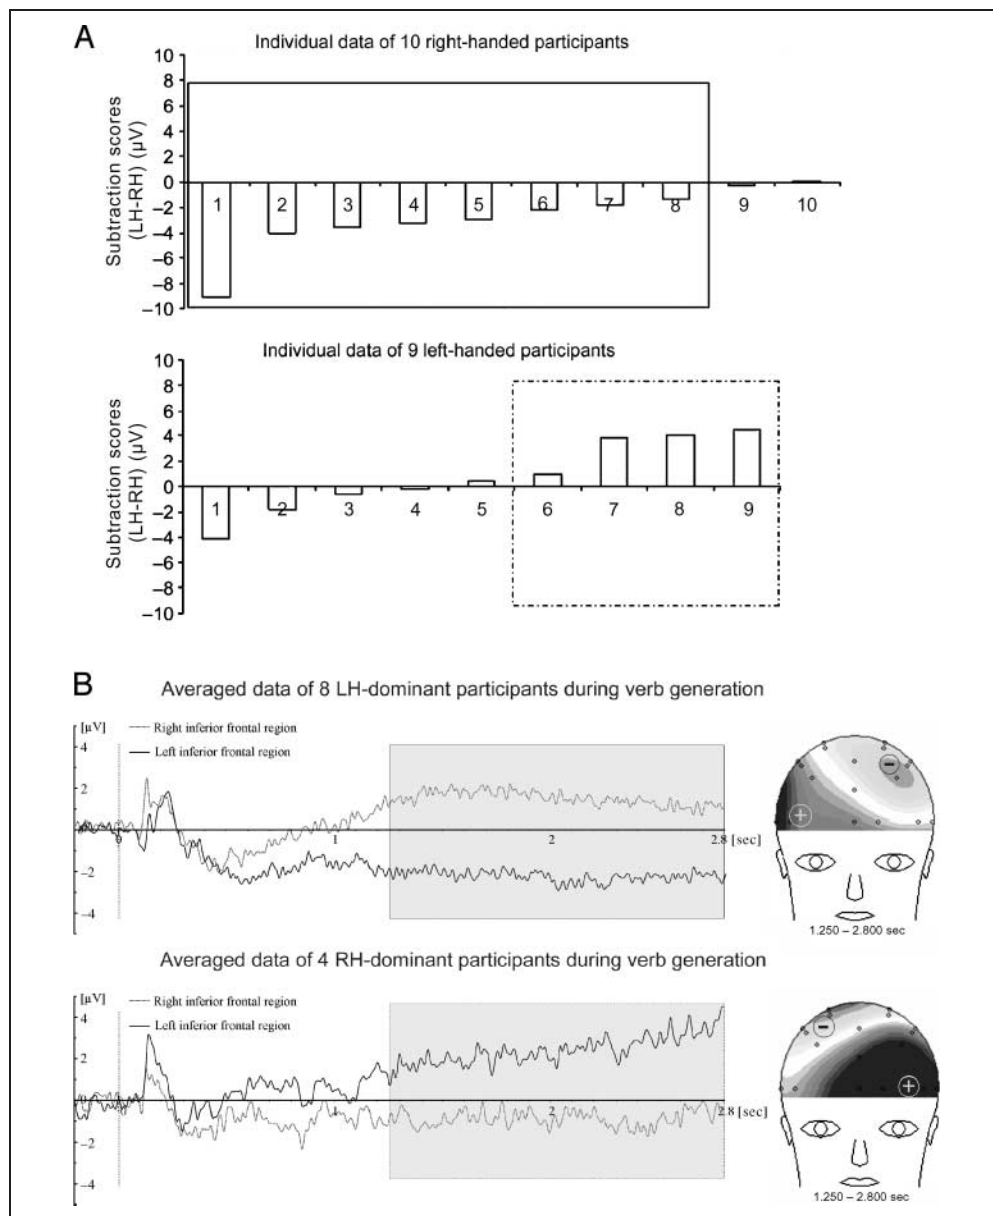 A
Individual data of 10 right-handed participants
Subtraction scores
(LH-RH) (µV)
10
8
6
4
2
0
−2
−4
−6
−8
−10
1 2 3 4 5 6 7 8 9 10
Individual data of 9 left-handed participants
Subtraction scores
(LH-RH) (µV)
10
8
6
4
2
0
−2
−4
−6
−8
−10
1 2 3 4 5 6 7 8 9
B
Averaged data of 8 LH-dominant participants during verb generation
[µV]
Right inferior frontal region
Left inferior frontal region
4
2
0
−2
−4
0 1 2 2.8 [sec]
+ −
1.250 – 2.800 sec
Averaged data of 4 RH-dominant participants during verb generation
[µV]
Right inferior frontal region
Left inferior frontal region
4
2
0
−2
−4
0 1 2 2.8 [sec]
− +
1.250 – 2.800 sec